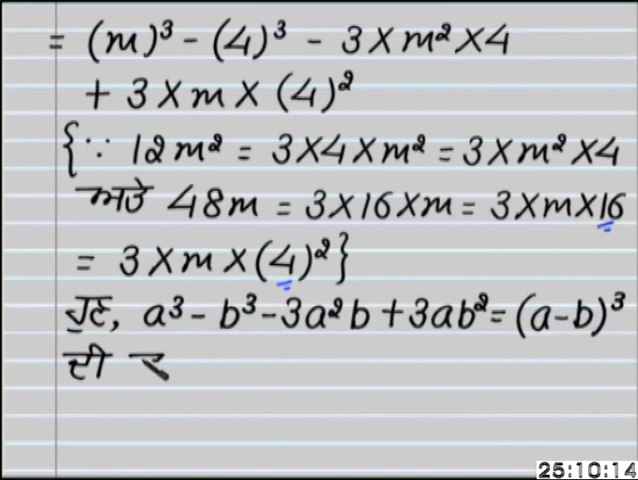 = (m)³ - (4)³ - 3 × m² × 4
+ 3 × m × (4)²
{∵ 12m² = 3×4×m² = 3×m²×4
ਅਤੇ 48m = 3×16×m = 3×m×16
= 3 × m × (4)²}
ਹੁਣ, a³ - b³ - 3a²b + 3ab² = (a-b)³
ਦੀ
25:10:14